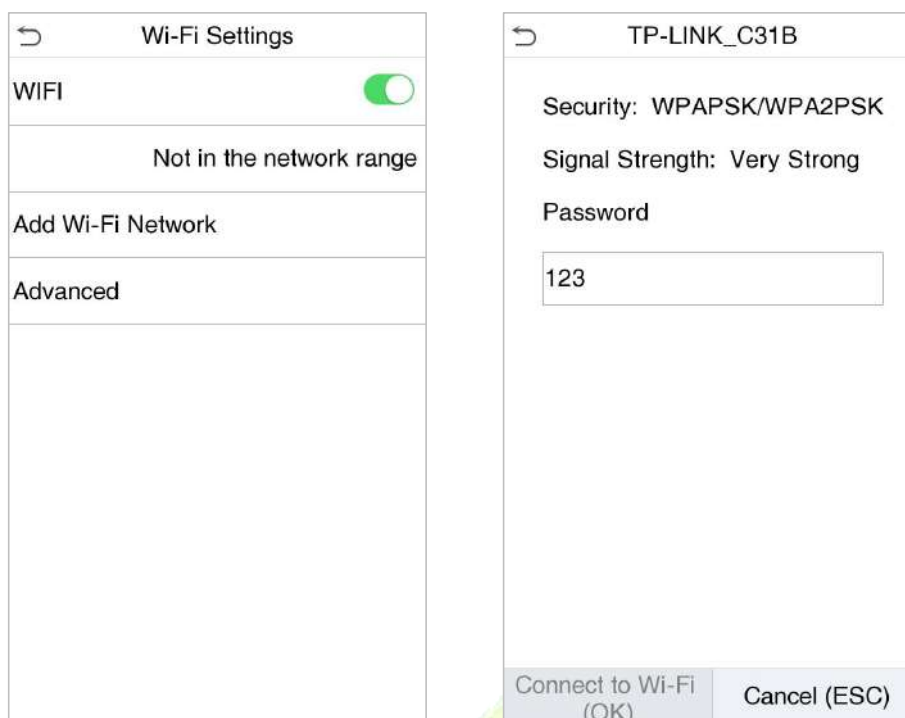 Wi-Fi Settings
WIFI
Not in the network range
Add Wi-Fi Network
Advanced
TP-LINK_C31B
Security: WPAPSK/WPA2PSK
Signal Strength: Very Strong
Password
123
Connect to Wi-Fi
(OK)
Cancel (ESC)